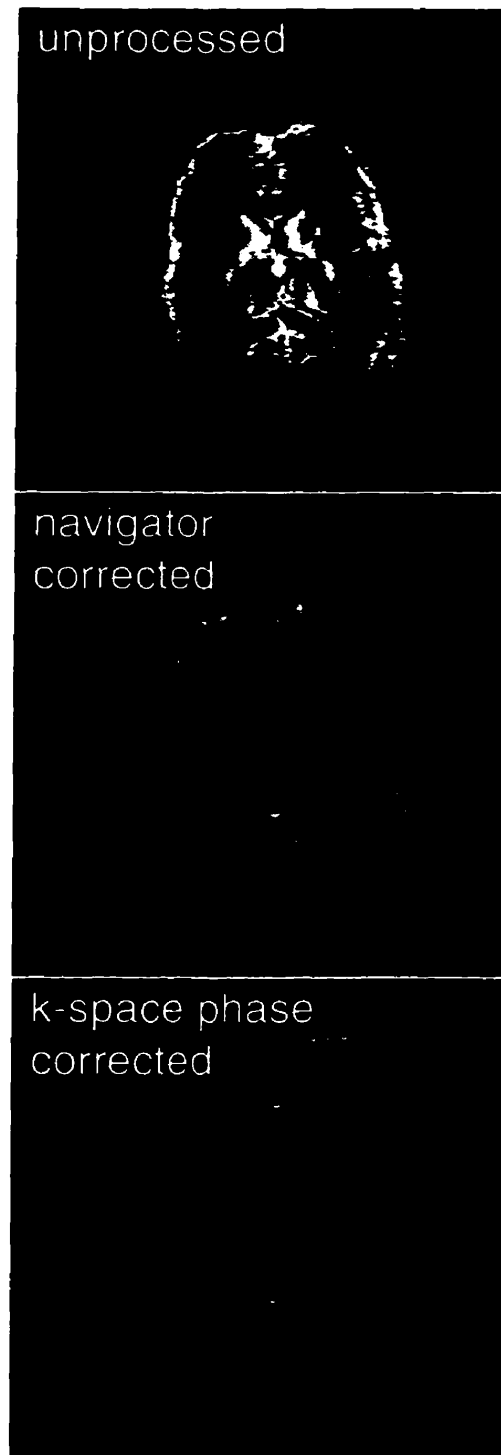 unprocessed
navigator
corrected
k-space phase
corrected